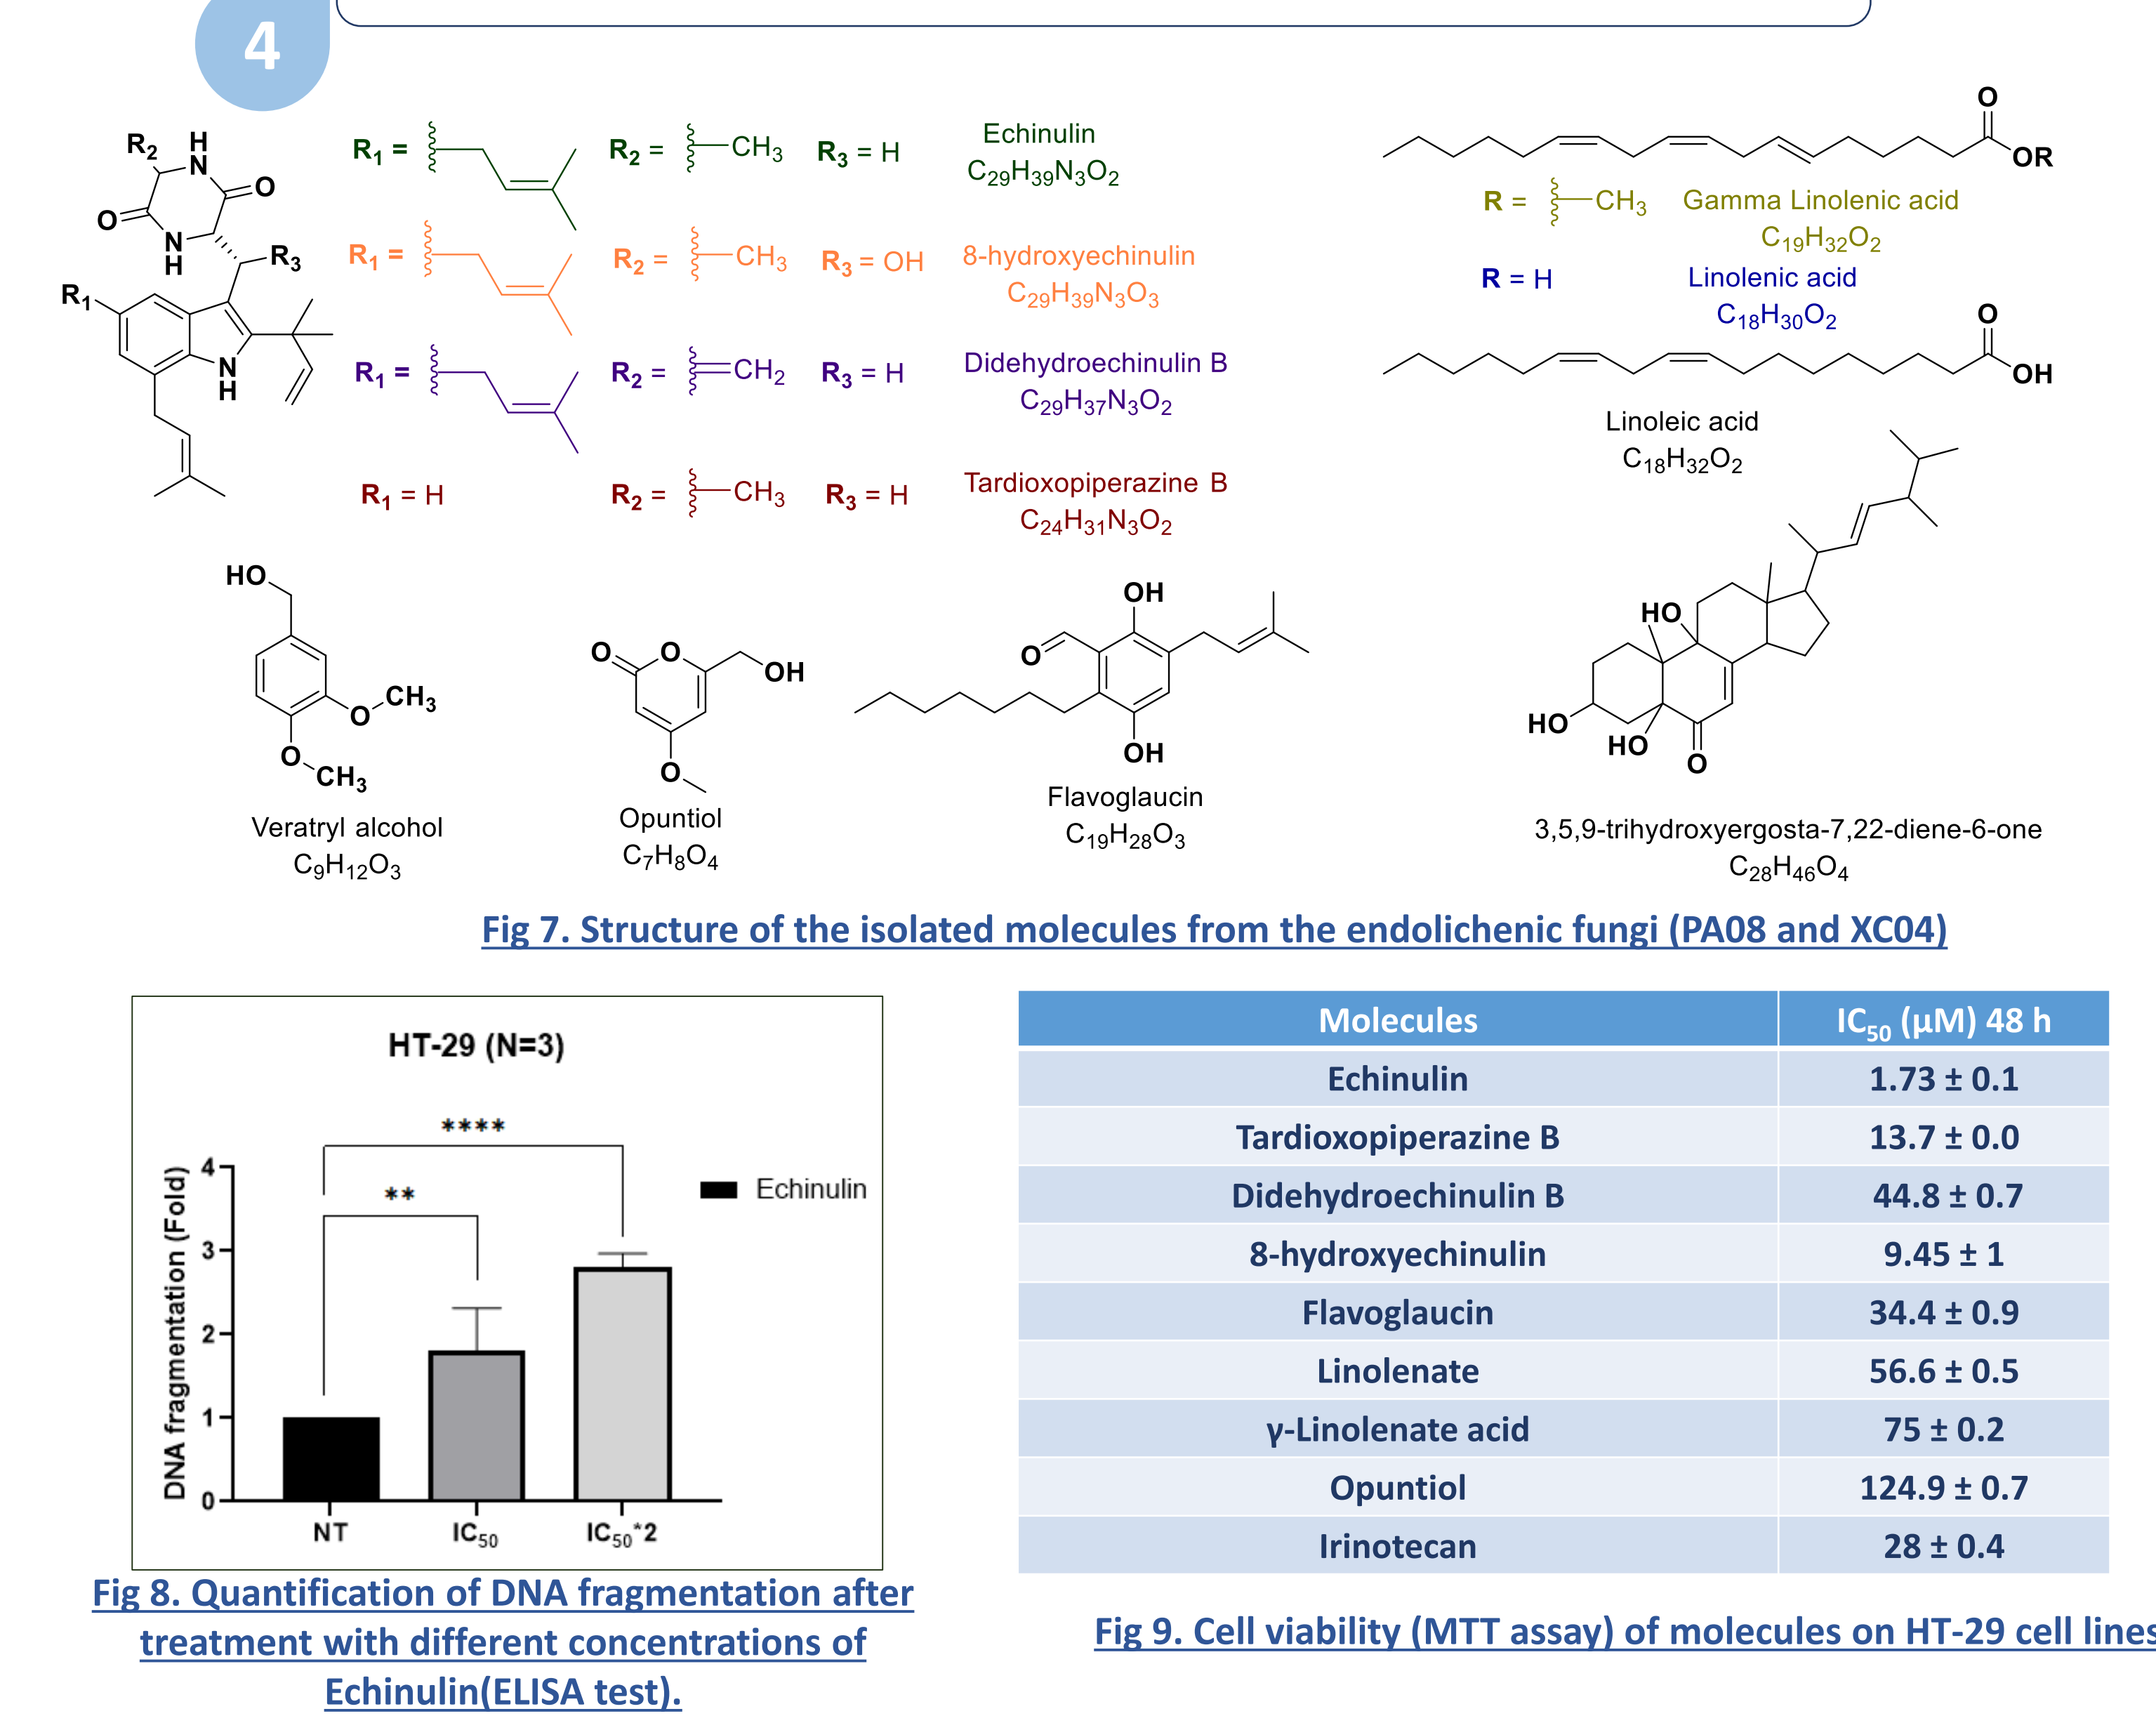 4
R₂
H
N
O
O
N
H
R₃
R₁
N
H
R₁ =
R₂ =
CH₃
R₃ = H
Echinulin
C₂₉H₃₉N₃O₂
R₁ =
R₂ =
CH₃
R₃ = OH
8-hydroxyechinulin
C₂₉H₃₉N₃O₃
R₁ =
R₂ =
CH₂
R₃ = H
Didehydroechinulin B
C₂₉H₃₇N₃O₂
R₁ = H
R₂ =
CH₃
R₃ = H
Tardioxopiperazine B
C₂₄H₃₁N₃O₂
O
OR
R =
CH₃
Gamma Linolenic acid
C₁₉H₃₂O₂
R = H
Linolenic acid
C₁₈H₃₀O₂
O
OH
Linoleic acid
C₁₈H₃₂O₂
HO
O
CH₃
O
CH₃
Veratryl alcohol
C₉H₁₂O₃
O
O
OH
O
Opuntiol
C₇H₈O₄
OH
O
OH
Flavoglaucin
C₁₉H₂₈O₃
HO
HO
HO
O
3,5,9-trihydroxyergosta-7,22-diene-6-one
C₂₈H₄₆O₄
Fig 7. Structure of the isolated molecules from the endolichenic fungi (PA08 and XC04)
HT-29 (N=3)
****
**
Echinulin
DNA fragmentation (Fold)
4
3
2
1
0
NT
IC₅₀
IC₅₀*2
Fig 8. Quantification of DNA fragmentation after
treatment with different concentrations of
Echinulin(ELISA test).
Molecules IC₅₀ (μM) 48 h
Echinulin 1.73 ± 0.1
Tardioxopiperazine B 13.7 ± 0.0
Didehydroechinulin B 44.8 ± 0.7
8-hydroxyechinulin 9.45 ± 1
Flavoglaucin 34.4 ± 0.9
Linolenate 56.6 ± 0.5
γ-Linolenate acid 75 ± 0.2
Opuntiol 124.9 ± 0.7
Irinotecan 28 ± 0.4
Fig 9. Cell viability (MTT assay) of molecules on HT-29 cell lines